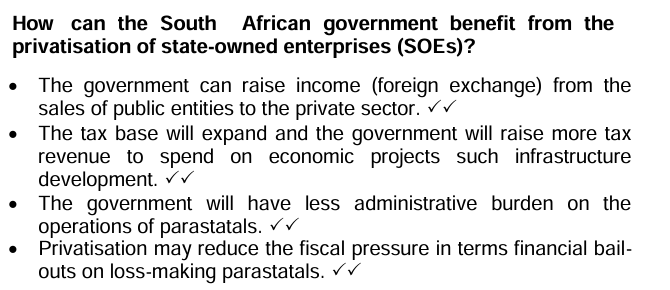 How can the South African government benefit from the
privatisation of state-owned enterprises (SOEs)?
• The government can raise income (foreign exchange) from the
sales of public entities to the private sector. ✓✓
• The tax base will expand and the government will raise more tax
revenue to spend on economic projects such infrastructure
development. ✓✓
• The government will have less administrative burden on the
operations of parastatals. ✓✓
• Privatisation may reduce the fiscal pressure in terms financial bail-
outs on loss-making parastatals. ✓✓